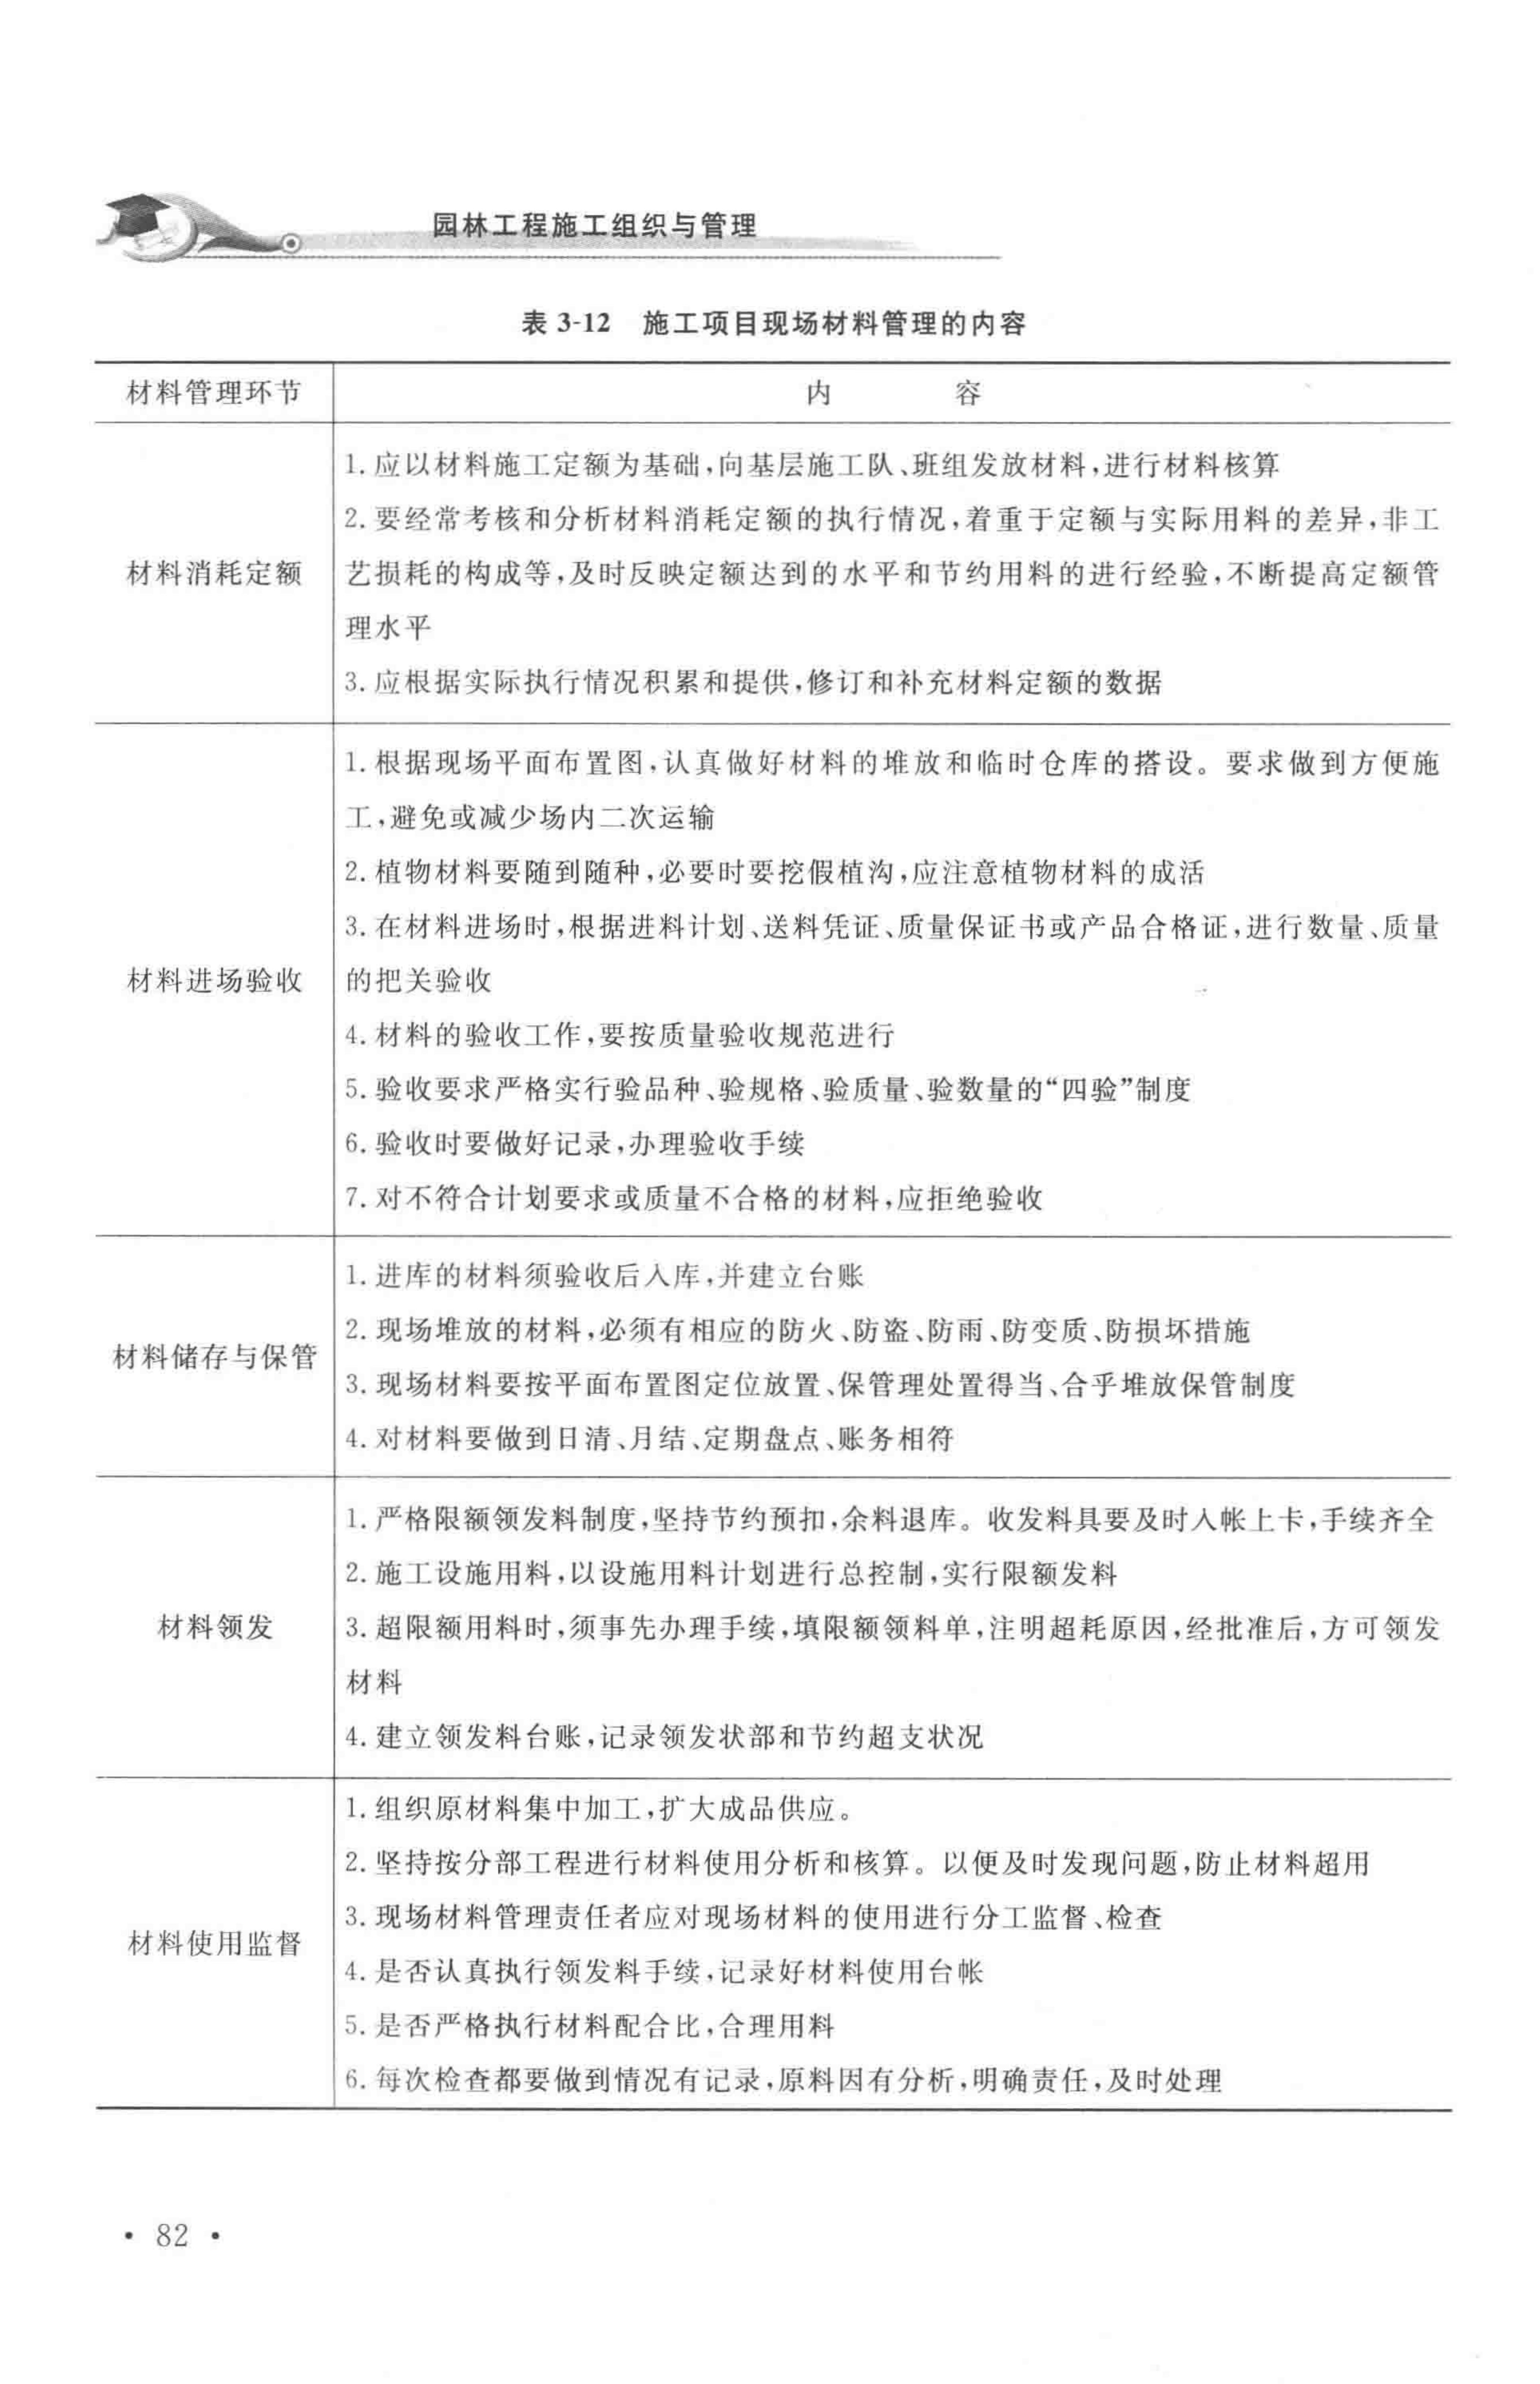 园林工程施工组织与管理
表 3-12 施工项目现场材料管理的内容
材料管理环节
内 容
材料消耗定额
1. 应以材料施工定额为基础,向基层施工队、班组发放材料,进行材料核算
2. 要经常考核和分析材料消耗定额的执行情况,着重于定额与实际用料的差异,非工
艺损耗的构成等,及时反映定额达到的水平和节约用料的进行经验,不断提高定额管
理水平
3. 应根据实际执行情况积累和提供,修订和补充材料定额的数据
材料进场验收
1. 根据现场平面布置图,认真做好材料的堆放和临时仓库的搭设。要求做到方便施
工,避免或减少场内二次运输
2. 植物材料要随到随种,必要时要挖假植沟,应注意植物材料的成活
3. 在材料进场时,根据进料计划、送料凭证、质量保证书或产品合格证,进行数量、质量
的把关验收
4. 材料的验收工作,要按质量验收规范进行
5. 验收要求严格实行验品种、验规格、验质量、验数量的“四验”制度
6. 验收时要做好记录,办理验收手续
7. 对不符合计划要求或质量不合格的材料,应拒绝验收
材料储存与保管
1. 进库的材料须验收后入库,并建立台账
2. 现场堆放的材料,必须有相应的防火、防盗、防雨、防变质、防损坏措施
3. 现场材料要按平面布置图定位放置、保管理处置得当、合乎堆放保管制度
4. 对材料要做到日清、月结、定期盘点、账务相符
材料领发
1. 严格限额领发料制度,坚持节约预扣,余料退库。收发料具要及时入帐上卡,手续齐全
2. 施工设施用料,以设施用料计划进行总控制,实行限额发料
3. 超限额用料时,须事先办理手续,填限额领料单,注明超耗原因,经批准后,方可领发
材料
4. 建立领发料台账,记录领发状部和节约超支状况
材料使用监督
1. 组织原材料集中加工,扩大成品供应。
2. 坚持按分部工程进行材料使用分析和核算。以便及时发现问题,防止材料超用
3. 现场材料管理责任者应对现场材料的使用进行分工监督、检查
4. 是否认真执行领发料手续,记录好材料使用台帐
5. 是否严格执行材料配合比,合理用料
6. 每次检查都要做到情况有记录,原料因有分析,明确责任,及时处理
· 82 ·